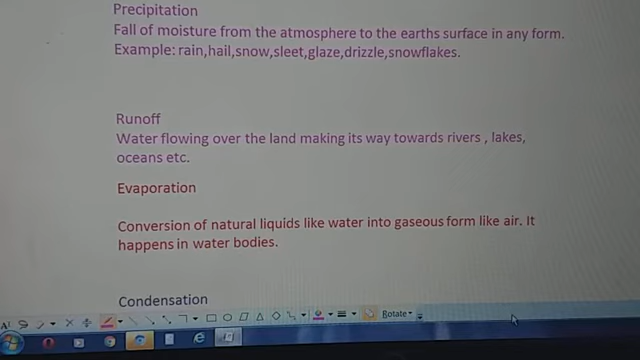 Precipitation
Fall of moisture from the atmosphere to the earths surface in any form.
Example: rain,hail,snow,sleet,glaze,drizzle,snowflakes.
Runoff
Water flowing over the land making its way towards rivers , lakes,
oceans etc.
Evaporation
Conversion of natural liquids like water into gaseous form like air. It
happens in water bodies.
Condensation
Rotate